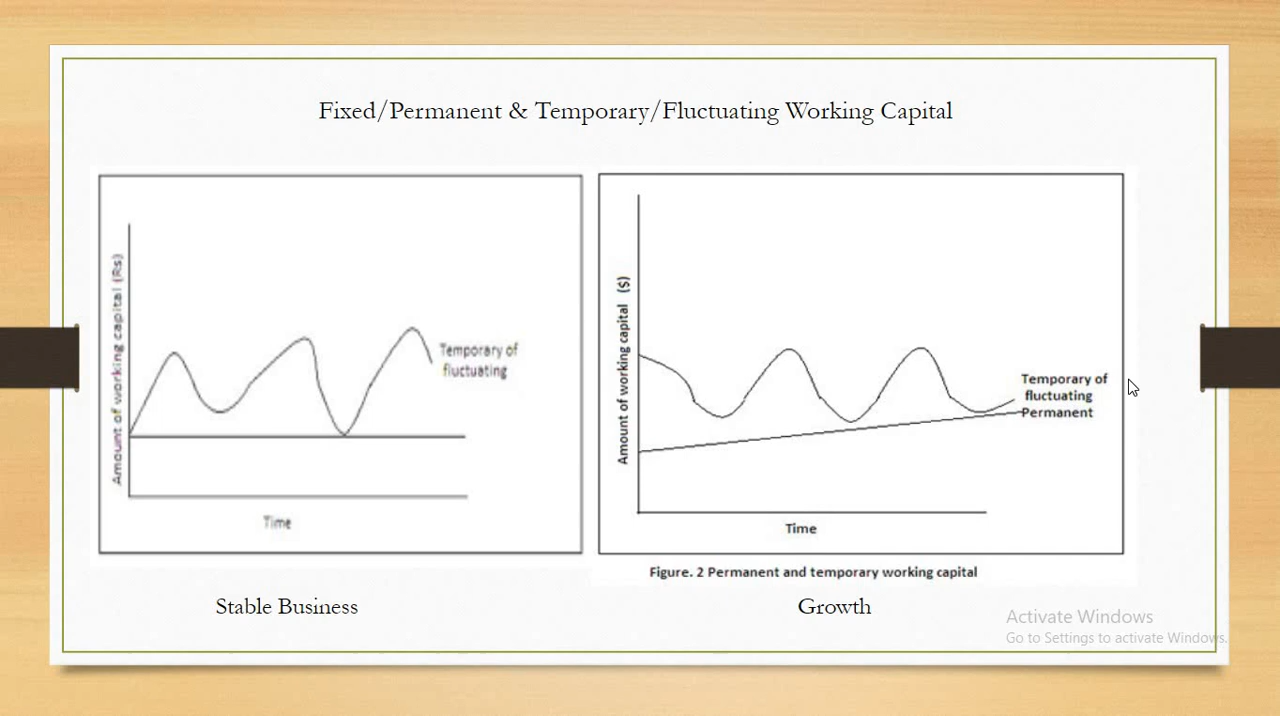 Fixed/Permanent & Temporary/Fluctuating Working Capital
Amount of working capital (Rs)
Temporary of
fluctuating
Time
Amount of working capital ($)
Temporary of
fluctuating
Permanent
Time
Figure. 2 Permanent and temporary working capital
Stable Business
Growth
Activate Windows
Go to Settings to activate Windows.